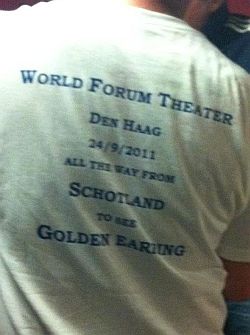 WORLD FORUM THEATER
DEN HAAG
24/9/2011
ALL THE WAY FROM
SCHOTLAND
TO SEE
GOLDEN EARRING